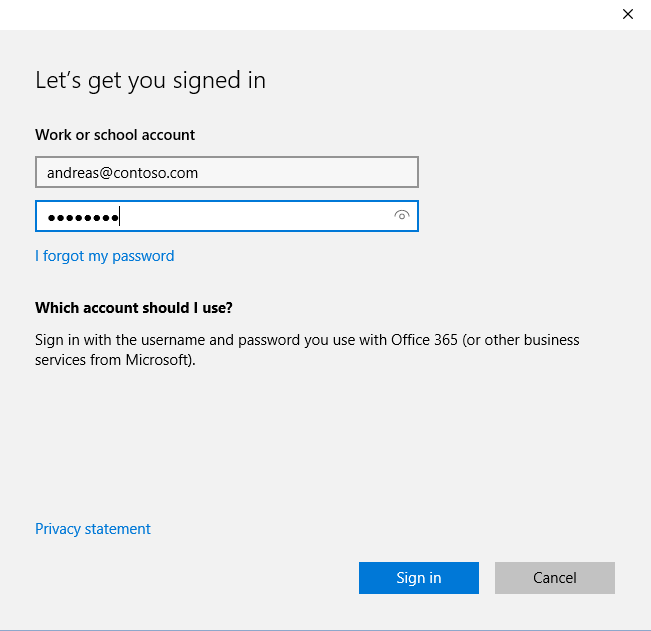 Let’s get you signed in
Work or school account
andreas@contoso.com
●●●●●●●●
I forgot my password
Which account should I use?
Sign in with the username and password you use with Office 365 (or other business
services from Microsoft).
Privacy statement
Sign in
Cancel